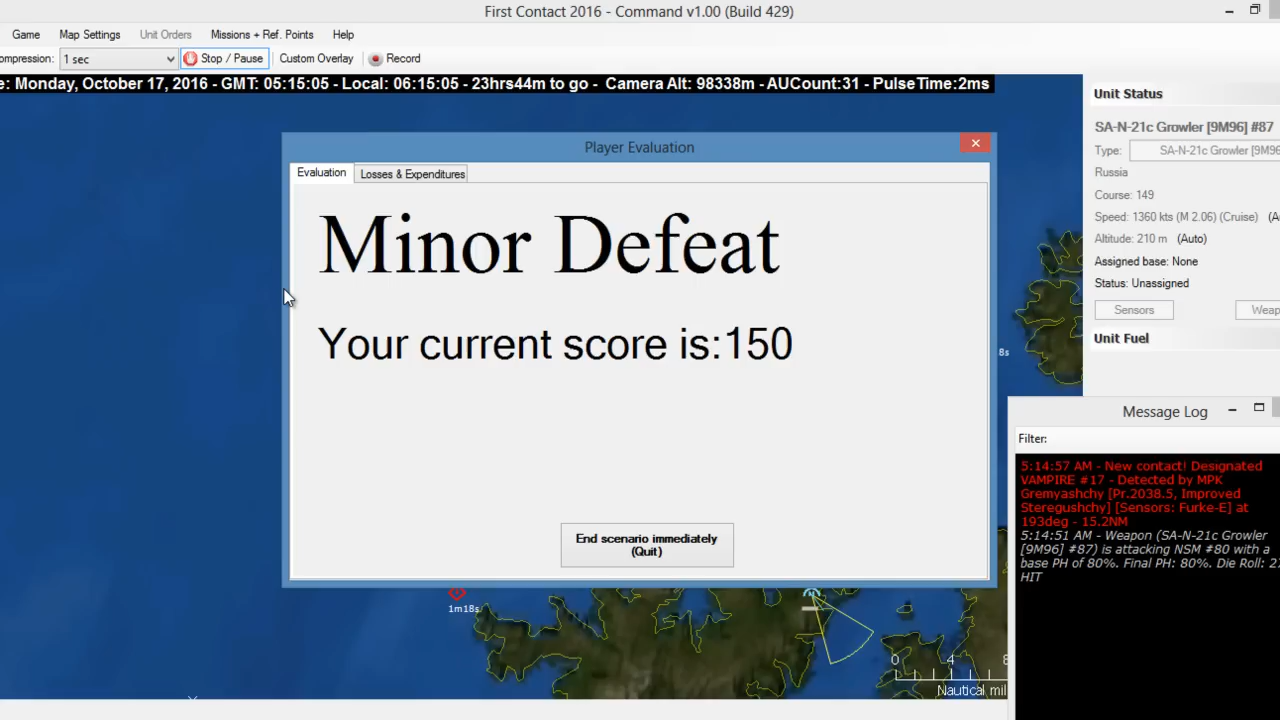 First Contact 2016 - Command v1.00 (Build 429)
Game Map Settings Unit Orders Missions + Ref. Points Help
ompression: 1 sec Stop / Pause Custom Overlay Record
e: Monday, October 17, 2016 - GMT: 05:15:05 - Local: 06:15:05 - 23hrs44m to go - Camera Alt: 98338m - AUCount:31 - PulseTime:2ms
Player Evaluation
Evaluation Losses & Expenditures
Minor Defeat
Your current score is:150
End scenario immediately
(Quit)
Unit Status
SA-N-21c Growler [9M96] #87
Type: SA-N-21c Growler [9M96
Russia
Course: 149
Speed: 1360 kts (M 2.06) (Cruise) (A
Altitude: 210 m (Auto)
Assigned base: None
Status: Unassigned
Sensors Weap
Unit Fuel
8s
Message Log
Filter:
5:14:57 AM - New contact! Designated
VAMPIRE #17 - Detected by MPK
Gremyashchy [Pr.2038.5, Improved
Steregushchy] [Sensors: Furke-E] at
193deg - 15.2NM
5:14:51 AM - Weapon (SA-N-21c Growler
[9M96] #87) is attacking NSM #80 with a
base PH of 80%. Final PH: 80%. Die Roll: 27
HIT
1m18s
0 4 8
Nautical mil